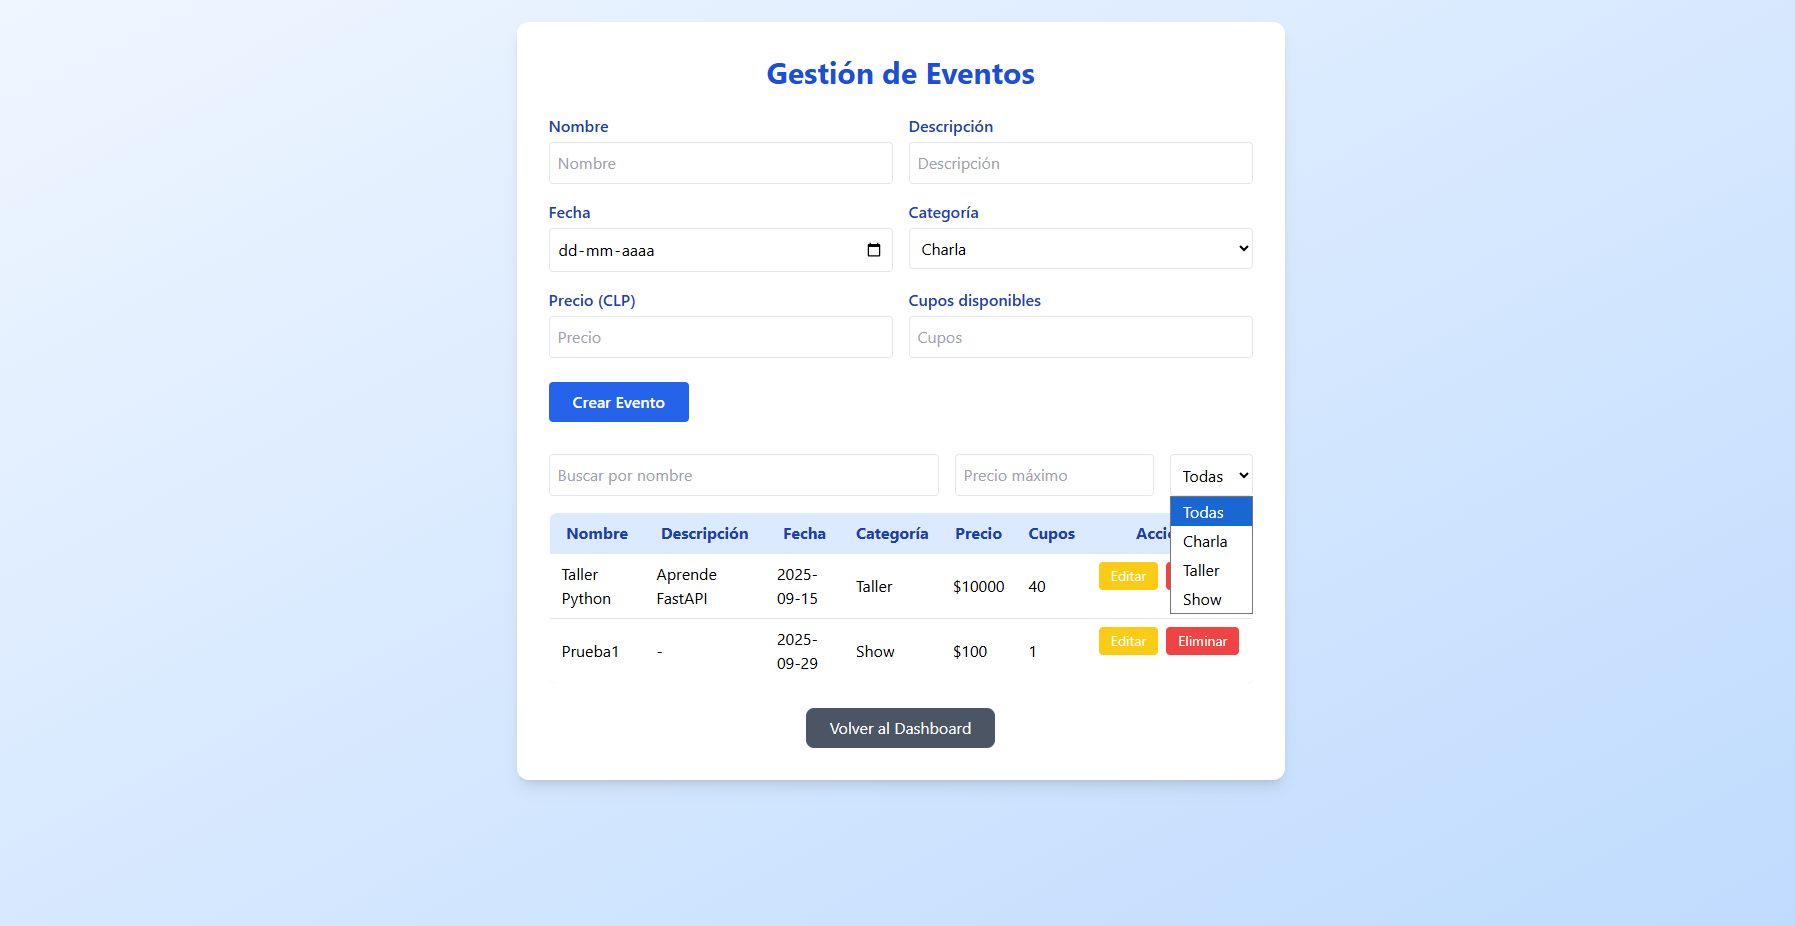 Gestión de Eventos
Nombre
Descripción
Nombre
Descripción
Fecha
Categoría
dd-mm-aaaa
Charla
Precio (CLP)
Cupos disponibles
Precio
Cupos
Crear Evento
Buscar por nombre
Precio máximo
Todas
Todas
Charla
Taller
Show
Nombre Descripción Fecha Categoría Precio Cupos
Taller Python
Aprende FastAPI
2025-09-15
Taller
$10000
40
Editar
Prueba1
-
2025-09-29
Show
$100
1
Editar
Eliminar
Volver al Dashboard